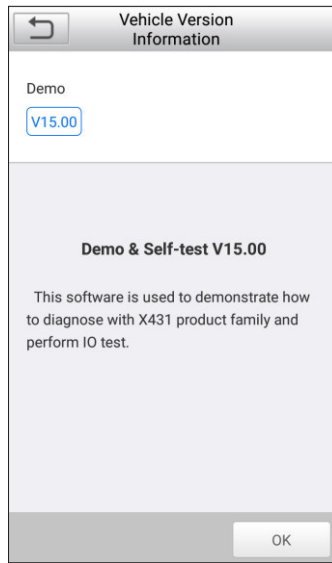 Vehicle Version
Information
Demo
V15.00
Demo & Self-test V15.00
This software is used to demonstrate how
to diagnose with X431 product family and
perform IO test.
OK